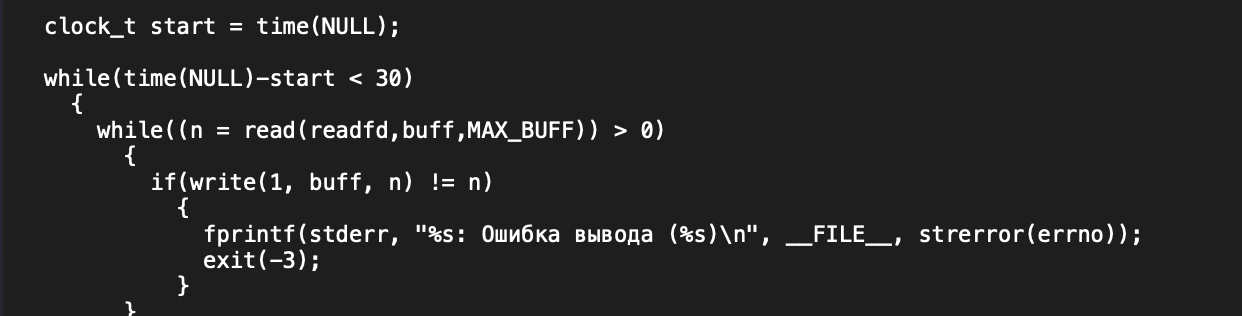 clock_t start = time(NULL);
while(time(NULL)-start < 30)
{
while((n = read(readfd,buff,MAX_BUFF)) > 0)
{
if(write(1, buff, n) != n)
{
fprintf(stderr, "%s: Ошибка вывода (%s)\n", __FILE__, strerror(errno));
exit(-3);
}
}